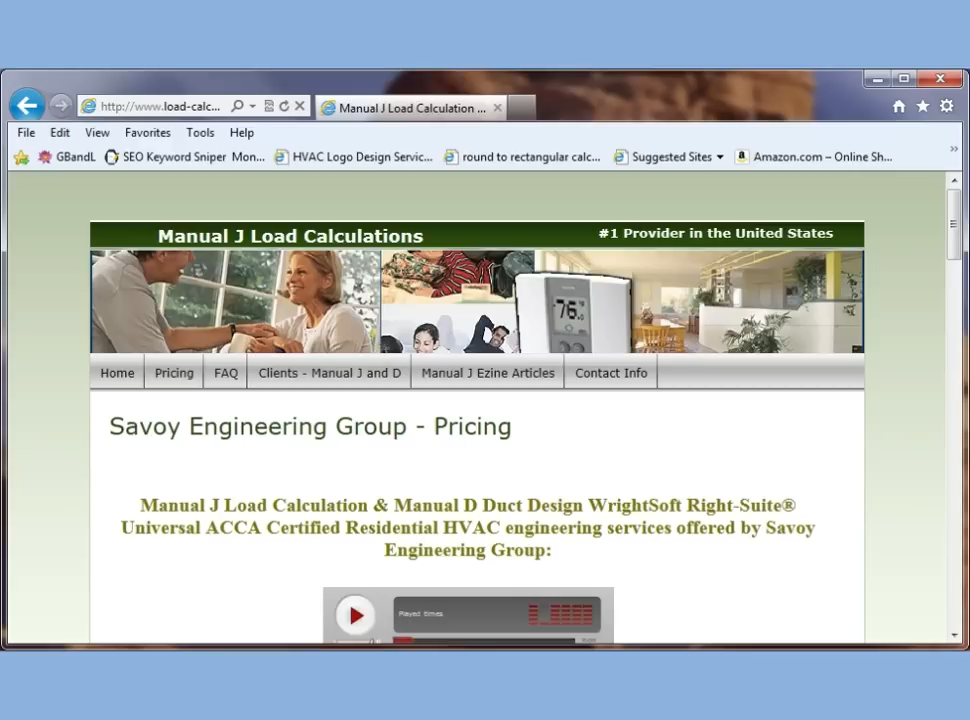 http://www.load-calc...
Manual J Load Calculation ...
File Edit View Favorites Tools Help
GBandL SEO Keyword Sniper Mon... HVAC Logo Design Servic... round to rectangular calc... Suggested Sites Amazon.com – Online Sh...
Manual J Load Calculations #1 Provider in the United States
76
Home Pricing FAQ Clients - Manual J and D Manual J Ezine Articles Contact Info
Savoy Engineering Group - Pricing
Manual J Load Calculation & Manual D Duct Design WrightSoft Right-Suite®
Universal ACCA Certified Residential HVAC engineering services offered by Savoy
Engineering Group:
Played times